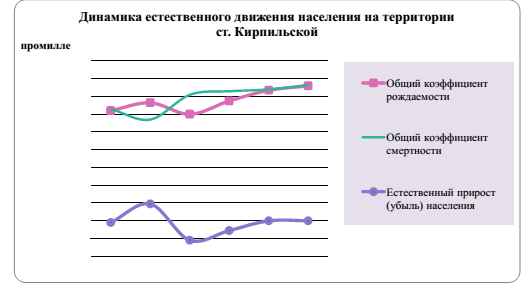 Динамика естественного движения населения на территории
ст. Кирпильской
промилле
Общий коэффициент
рождаемости
Общий коэффициент
смертности
Естественный прирост
(убыль) населения